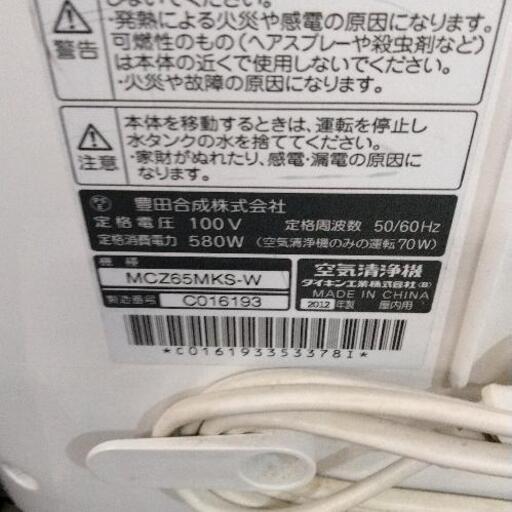 しないでください。
・発熱による火災や感電の原因になります。
警告
可燃性のもの(ヘアスプレーや殺虫剤など)
は本体の近くで使用しないでください。
・火災や故障の原因になります。
注意
本体を移動するときは、運転を停止し
水タンクの水を捨ててください。
・家財がぬれたり、感電・漏電の原因に
なります。
豊田合成株式会社
定格電圧 100V 定格周波数 50/60Hz
定格消費電力 580W (空気清浄機のみの運転70W)
機種 MCZ65MKS-W
製造番号 C016193
空気清浄機
ダイキン工業株式会社
MADE IN CHINA
2012年製 屋内用
*C016193353378I*